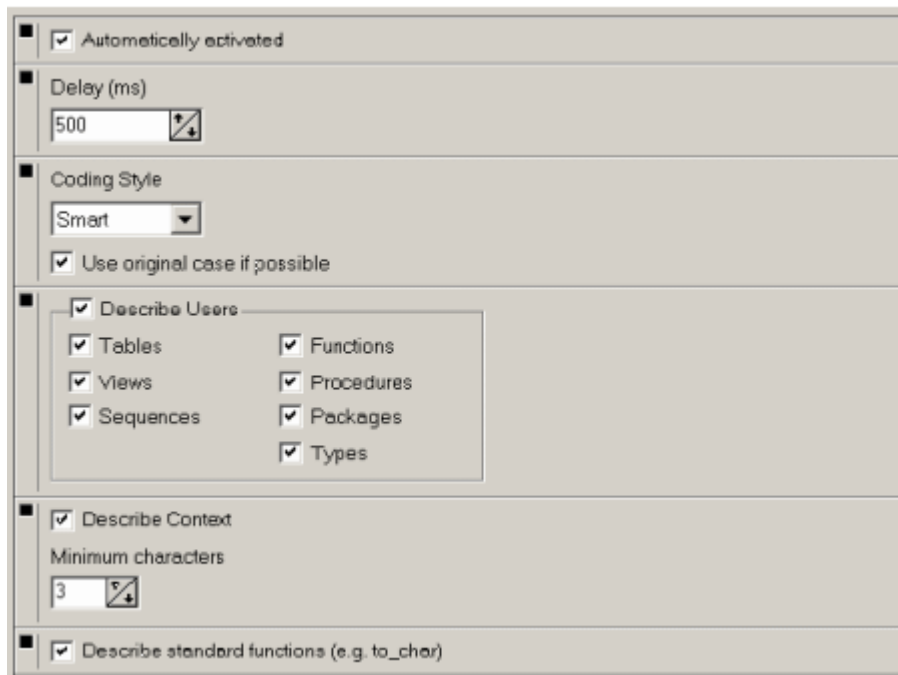 Automatically activated
Delay (ms)
500
Coding Style
Smart
Use original case if possible
Describe Users
Tables
Functions
Views
Procedures
Sequences
Packages
Types
Describe Context
Minimum characters
3
Describe standard functions (e.g. to_char)